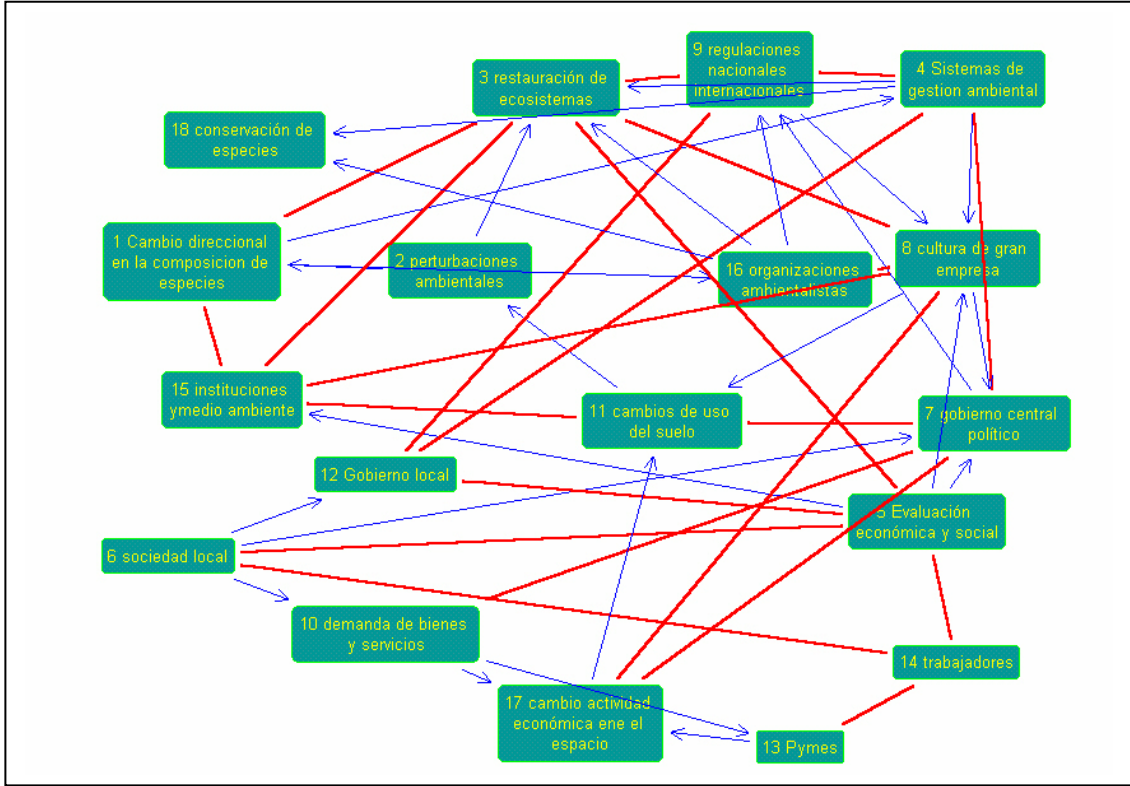 9 regulaciones
nacionales
internacionales
3 restauración de
ecosistemas
4 Sistemas de
gestion ambiental
18 conservación de
especies
1 Cambio direccional
en la composicion de
especies
2 perturbaciones
ambientales
16 organizaciones
ambientalistas
8 cultura de gran
empresa
15 instituciones
ymedio ambiente
11 cambios de uso
del suelo
7 gobierno central
político
12 Gobierno local
5 Evaluación
económica y social
6 sociedad local
10 demanda de bienes
y servicios
14 trabajadores
17 cambio actividad
económica ene el
espacio
13 Pymes